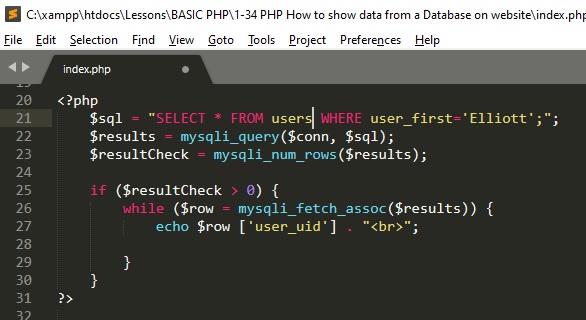 C:\xampp\htdocs\Lessons\BASIC PHP\1-34 PHP How to show data from a Database on website\index.php
File Edit Selection Find View Goto Tools Project Preferences Help
index.php
19
20 <?php
21 $sql = "SELECT * FROM users WHERE user_first='Elliott';";
22 $results = mysqli_query($conn, $sql);
23 $resultCheck = mysqli_num_rows($results);
24
25 if ($resultCheck > 0) {
26 while ($row = mysqli_fetch_assoc($results)) {
27 echo $row ['user_uid'] . "<br>";
28
29 }
30 }
31 ?>
32